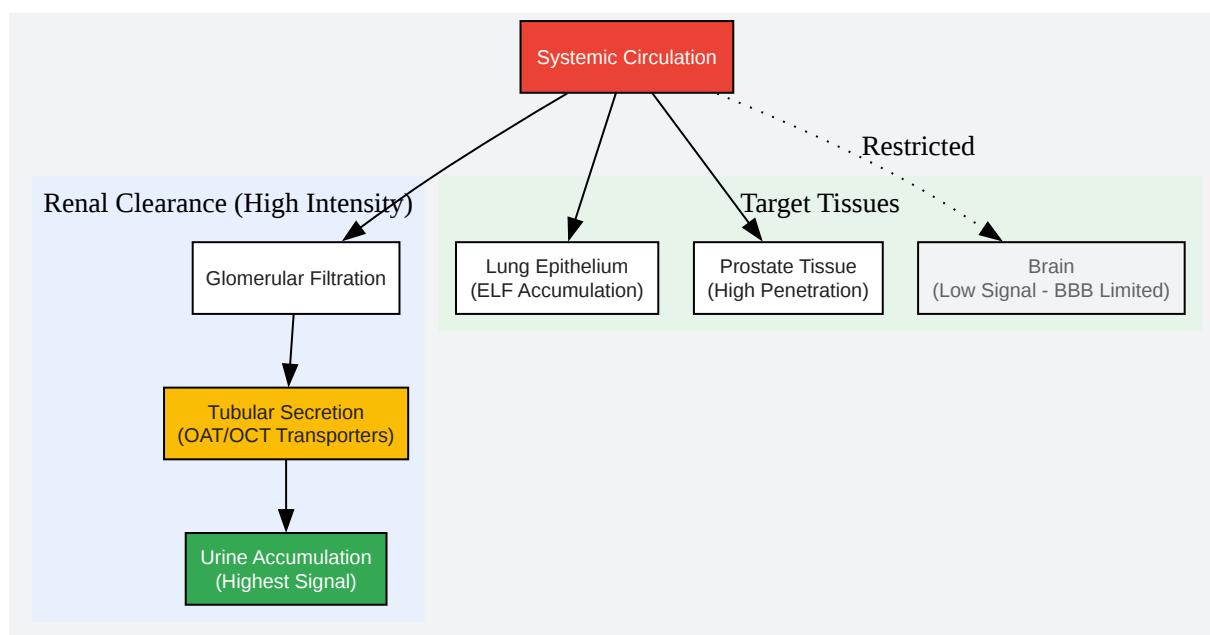 Systemic Circulation
Restricted
Renal Clearance (High Intensity)
Target Tissues
Glomerular Filtration
Lung Epithelium
(ELF Accumulation)
Prostate Tissue
(High Penetration)
Brain
(Low Signal - BBB Limited)
Tubular Secretion
(OAT/OCT Transporters)
Urine Accumulation
(Highest Signal)